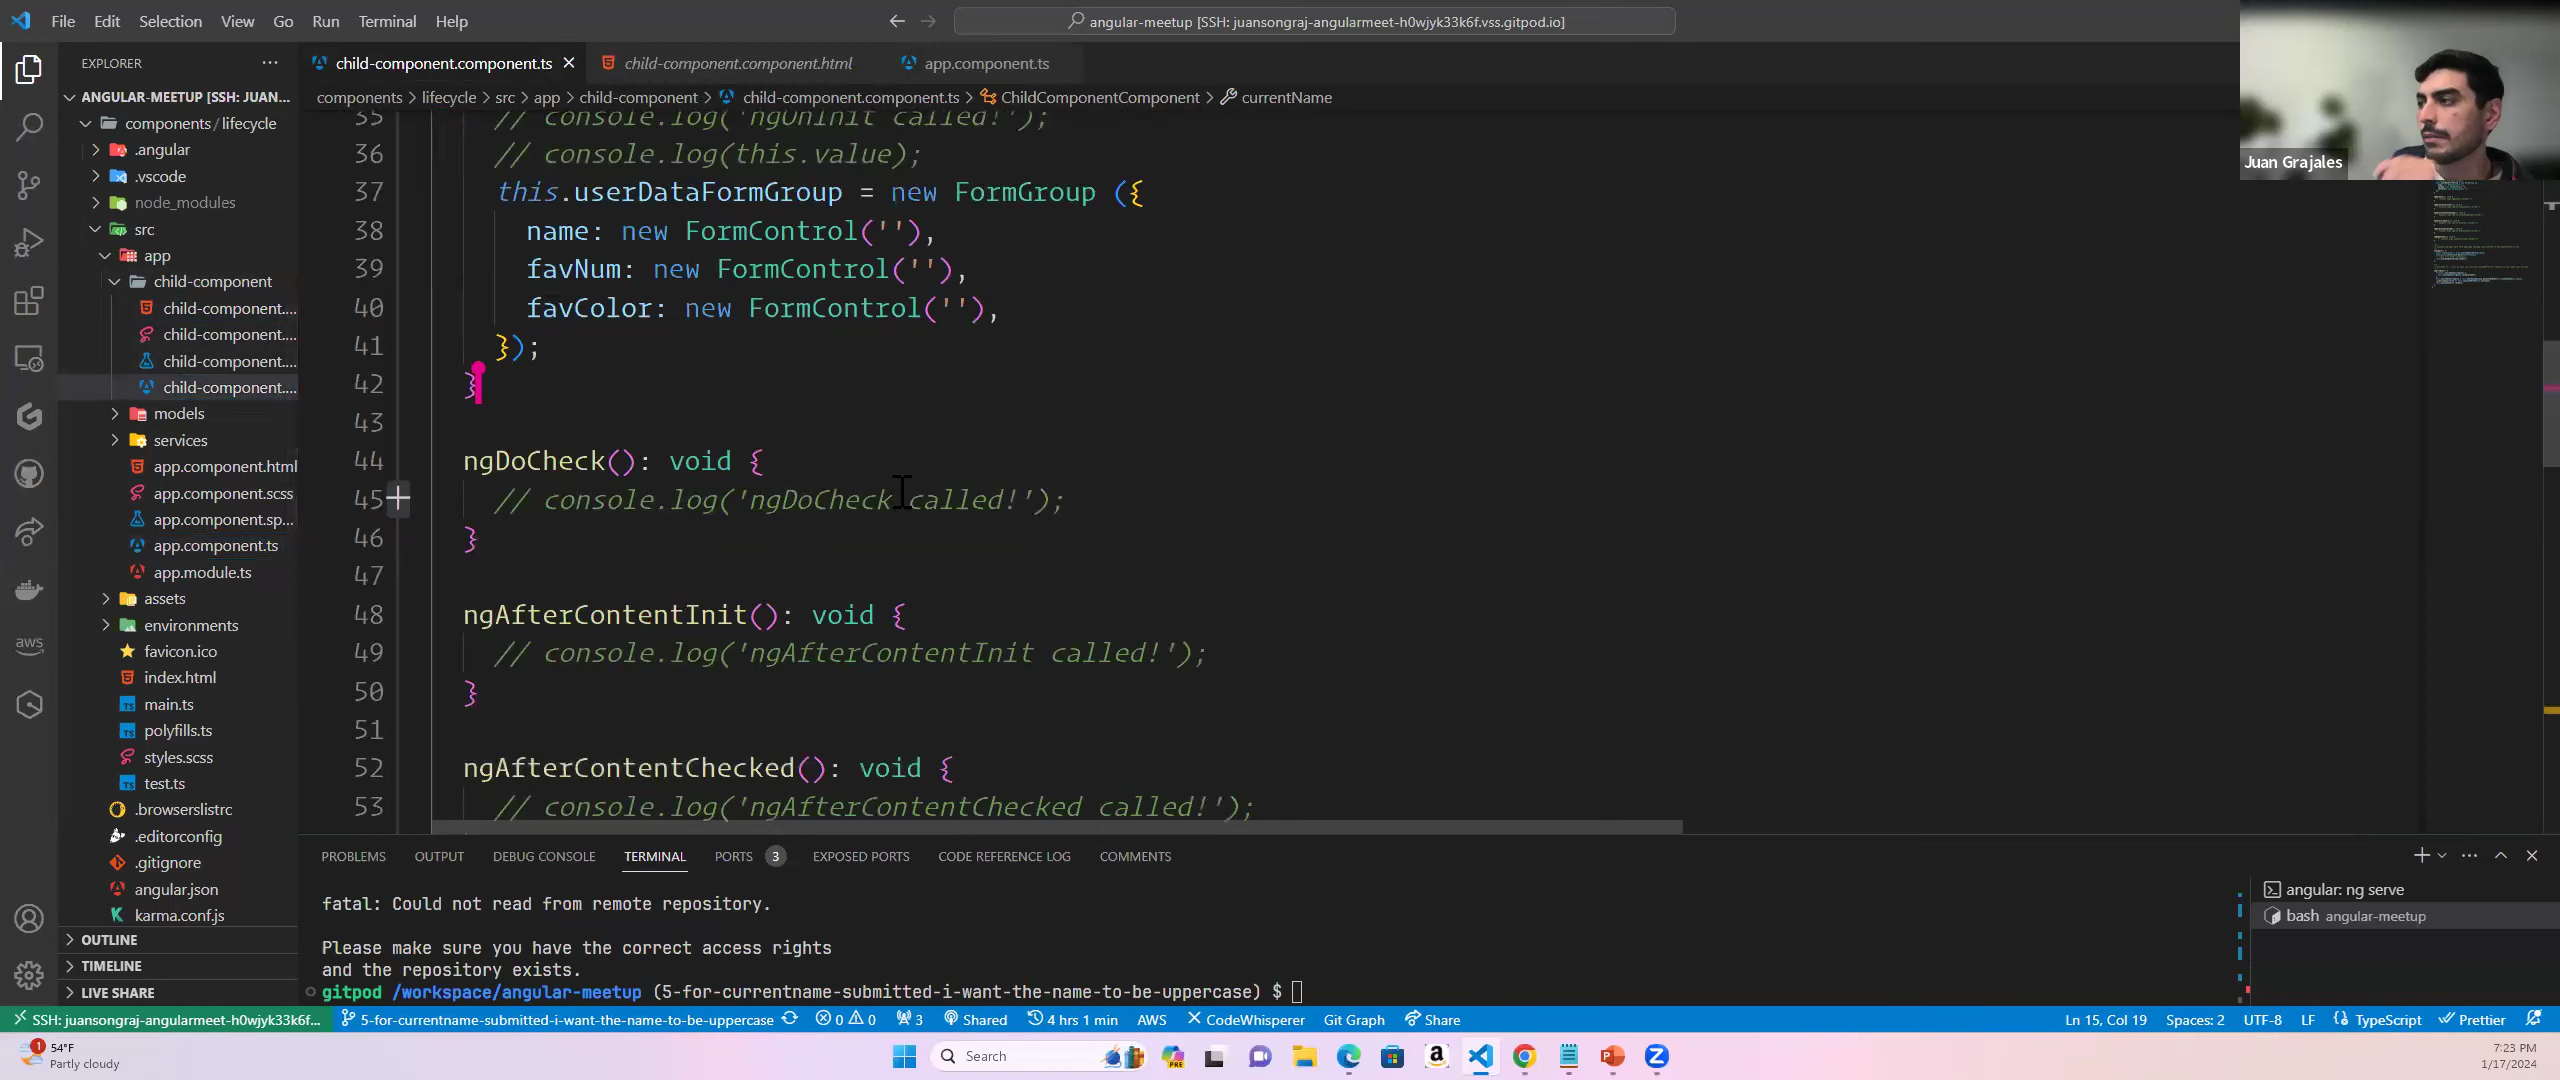 File Edit Selection View Go Run Terminal Help
angular-meetup [SSH: juansongraj-angularmeet-h0wjyk33k6f.vss.gitpod.io]
EXPLORER
child-component.component.ts
child-component.component.html
app.component.ts
components > lifecycle > src > app > child-component > child-component.component.ts > ChildComponentComponent > currentName
ANGULAR-MEETUP [SSH: JUAN...
components / lifecycle
.angular
.vscode
node_modules
src
app
child-component
child-component....
child-component....
child-component....
child-component....
models
services
app.component.html
app.component.scss
app.component.sp...
app.component.ts
app.module.ts
assets
environments
favicon.ico
index.html
main.ts
polyfills.ts
styles.scss
test.ts
.browserslistrc
.editorconfig
.gitignore
angular.json
karma.conf.js
OUTLINE
TIMELINE
LIVE SHARE
35 // console.log('ngOnInit called!');
36 // console.log(this.value);
37 this.userDataFormGroup = new FormGroup ({
38 name: new FormControl(''),
39 favNum: new FormControl(''),
40 favColor: new FormControl(''),
41 });
42 }
43
44 ngDoCheck(): void {
45 // console.log('ngDoCheck called!');
46 }
47
48 ngAfterContentInit(): void {
49 // console.log('ngAfterContentInit called!');
50 }
51
52 ngAfterContentChecked(): void {
53 // console.log('ngAfterContentChecked called!');
Juan Grajales
PROBLEMS OUTPUT DEBUG CONSOLE TERMINAL PORTS 3 EXPOSED PORTS CODE REFERENCE LOG COMMENTS
fatal: Could not read from remote repository.
Please make sure you have the correct access rights
and the repository exists.
gitpod /workspace/angular-meetup (5-for-currentname-submitted-i-want-the-name-to-be-uppercase) $
angular: ng serve
bash angular-meetup
SSH: juansongraj-angularmeet-h0wjyk33k6f... 5-for-currentname-submitted-i-want-the-name-to-be-uppercase 0 0 3 Shared 4 hrs 1 min AWS CodeWhisperer Git Graph Share
Ln 15, Col 19 Spaces: 2 UTF-8 LF TypeScript Prettier
1
54°F
Partly cloudy
Search
PRE
7:23 PM
1/17/2024